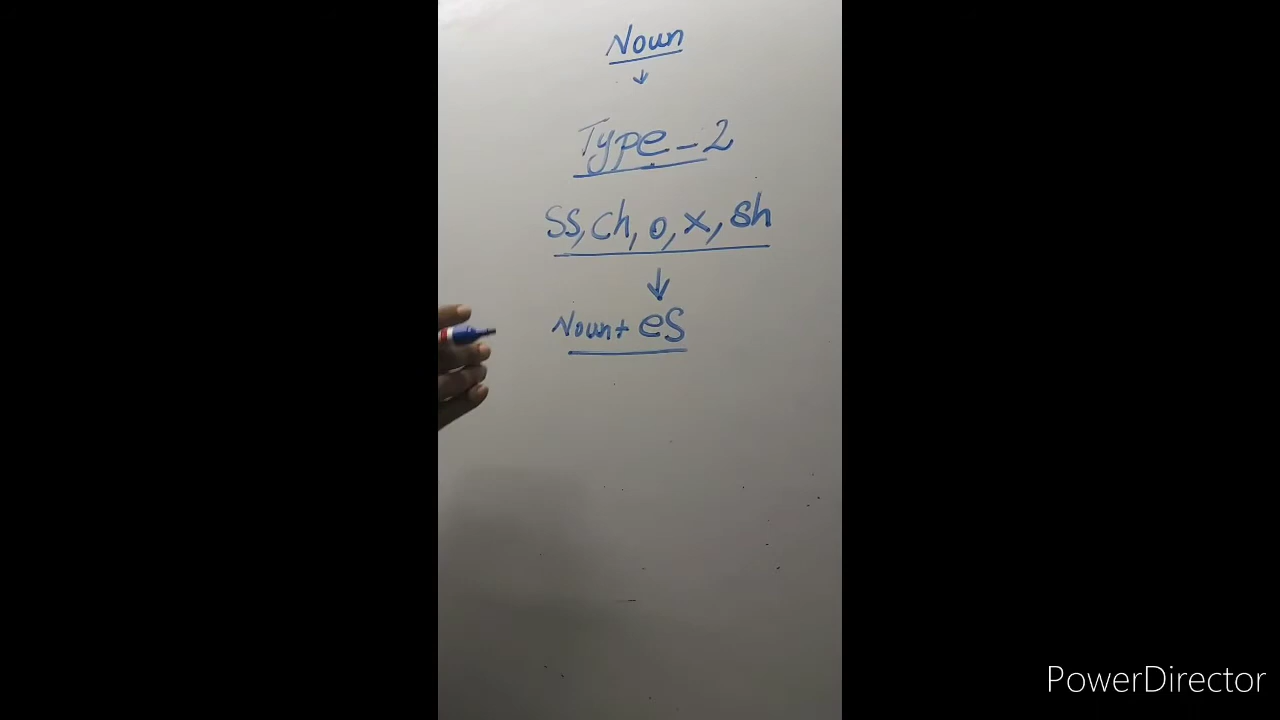 Noun
↓
Type-2
SS, Ch, o, x, sh
↓
Noun + es
PowerDirector